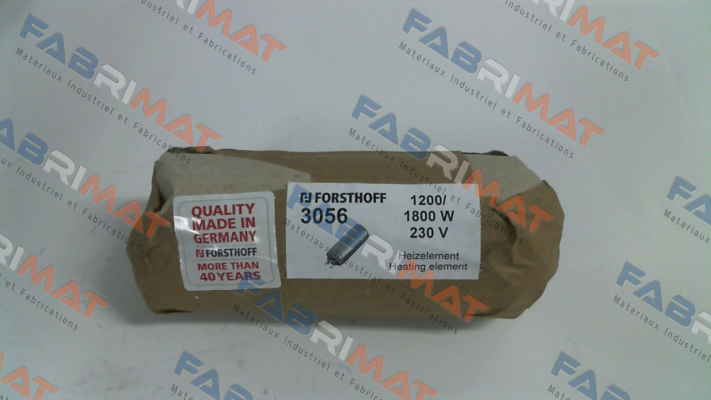 QUALITY
MADE IN
GERMANY
FORSTHOFF
MORE THAN
40 YEARS
FORSTHOFF
3056
1200/
1800 W
230 V
Heizelement
Heating element
FABRIMAT
Materiaux Industriel et Fabrications